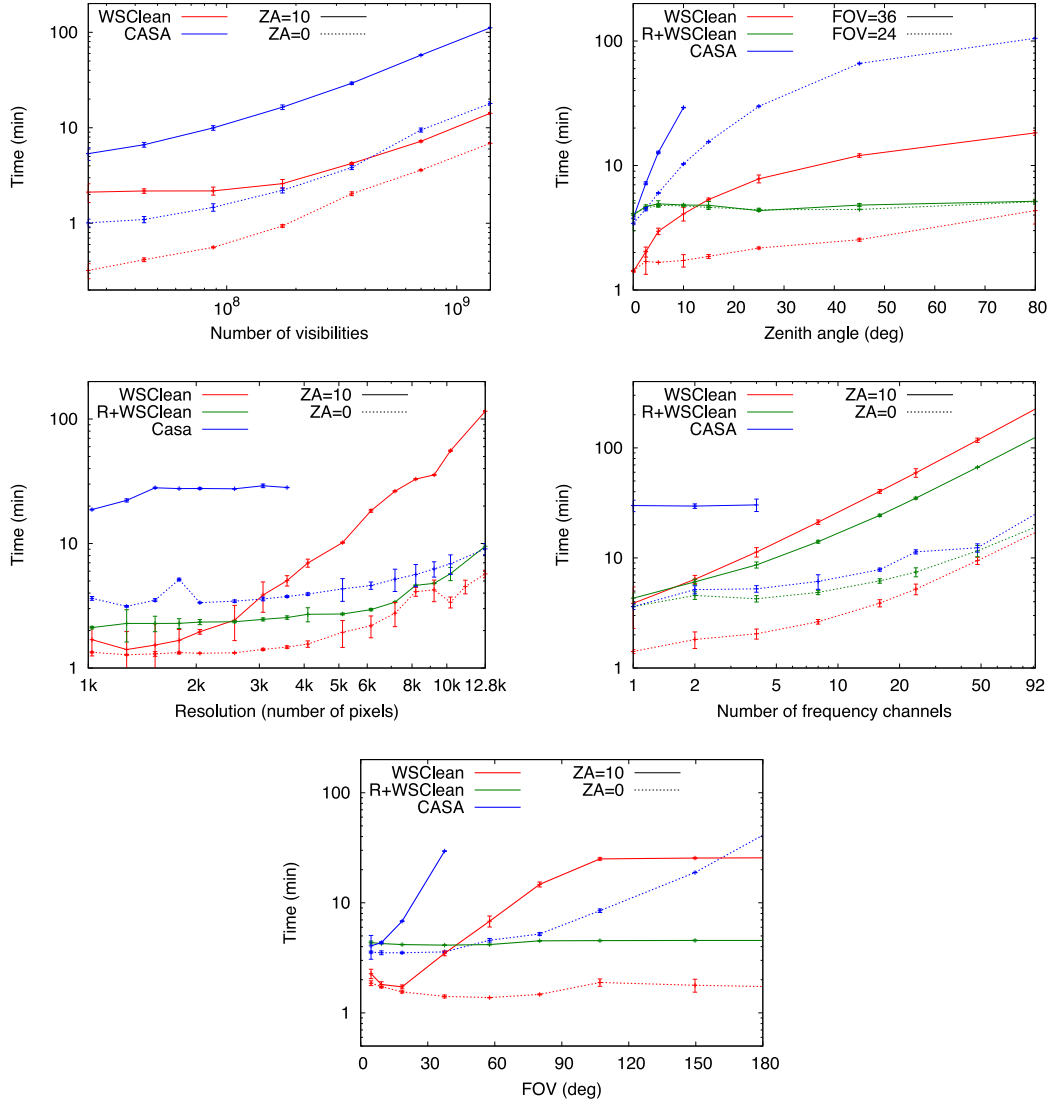 WSClean
CASA
ZA=10
ZA=0
Time (min)
100
10
1
10^8
10^9
Number of visibilities
WSClean
R+WSClean
CASA
FOV=36
FOV=24
Time (min)
100
10
1
0 10 20 30 40 50 60 70 80
Zenith angle (deg)
WSClean
R+WSClean
Casa
ZA=10
ZA=0
Time (min)
100
10
1
1k 2k 3k 4k 5k 6k 8k 10k 12.8k
Resolution (number of pixels)
WSClean
R+WSClean
CASA
ZA=10
ZA=0
Time (min)
100
10
1
1 2 5 10 20 50 92
Number of frequency channels
WSClean
R+WSClean
CASA
ZA=10
ZA=0
Time (min)
100
10
1
0 30 60 90 120 150 180
FOV (deg)